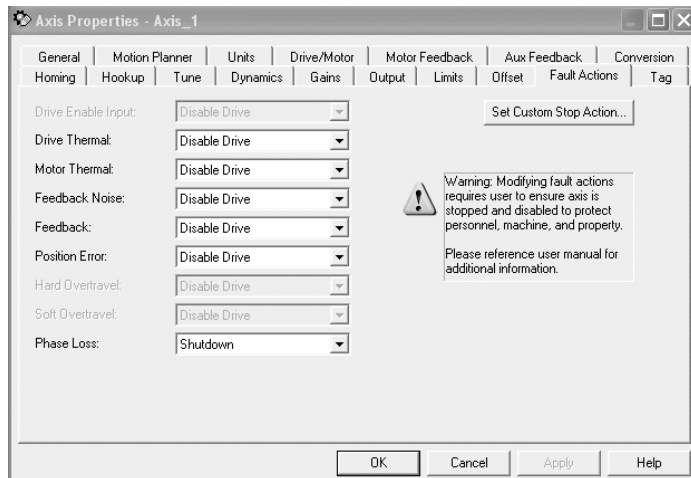 Axis Properties - Axis_1
General Motion Planner Units Drive/Motor Motor Feedback Aux Feedback Conversion
Homing Hookup Tune Dynamics Gains Output Limits Offset Fault Actions Tag
Drive Enable Input: Disable Drive
Set Custom Stop Action...
Drive Thermal: Disable Drive
Motor Thermal: Disable Drive
Feedback Noise: Disable Drive
Feedback: Disable Drive
Position Error: Disable Drive
Hard Overtravel: Disable Drive
Soft Overtravel: Disable Drive
Phase Loss: Shutdown
Warning: Modifying fault actions
requires user to ensure axis is
stopped and disabled to protect
personnel, machine, and property.
Please reference user manual for
additional information.
OK Cancel Apply Help